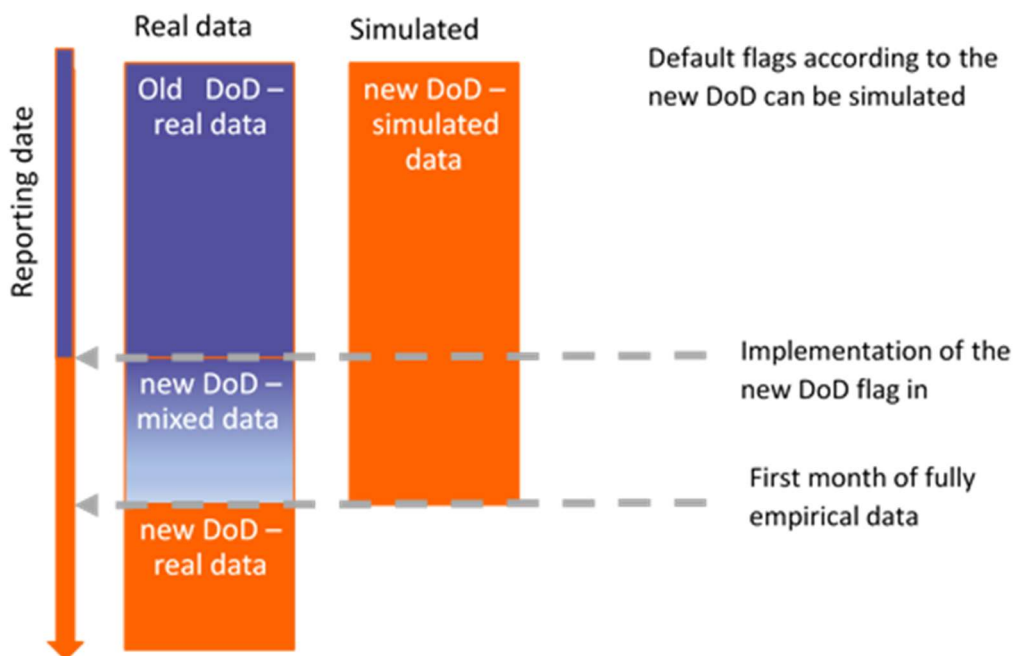 Real data
Simulated
Reporting date
Old DoD –
real data
new DoD –
simulated
data
Default flags according to the
new DoD can be simulated
new DoD –
mixed data
Implementation of the
new DoD flag in
new DoD –
real data
First month of fully
empirical data